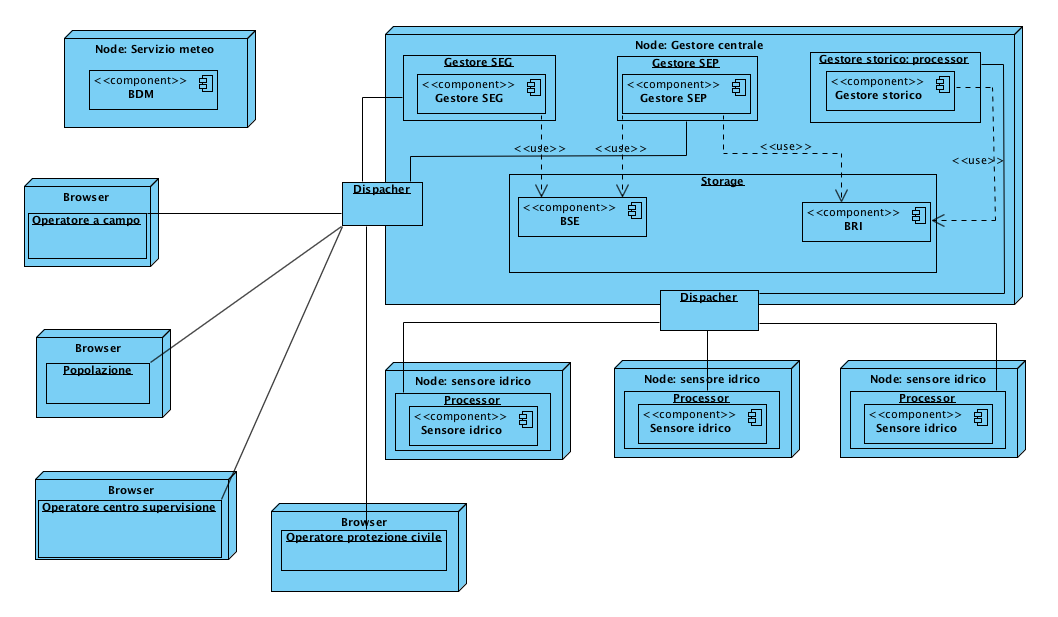 Node: Servizio meteo
<<component>>
BDM
Node: Gestore centrale
Gestore SEG
<<component>>
Gestore SEG
Gestore SEP
<<component>>
Gestore SEP
Gestore storico: processor
<<component>>
Gestore storico
<<use>>
<<use>>
<<use>>
<<use>>
Storage
<<component>>
BSE
<<component>>
BRI
Dispacher
Browser
Operatore a campo
Dispacher
Browser
Popolazione
Node: sensore idrico
Processor
<<component>>
Sensore idrico
Node: sensore idrico
Processor
<<component>>
Sensore idrico
Node: sensore idrico
Processor
<<component>>
Sensore idrico
Browser
Operatore centro supervisione
Browser
Operatore protezione civile